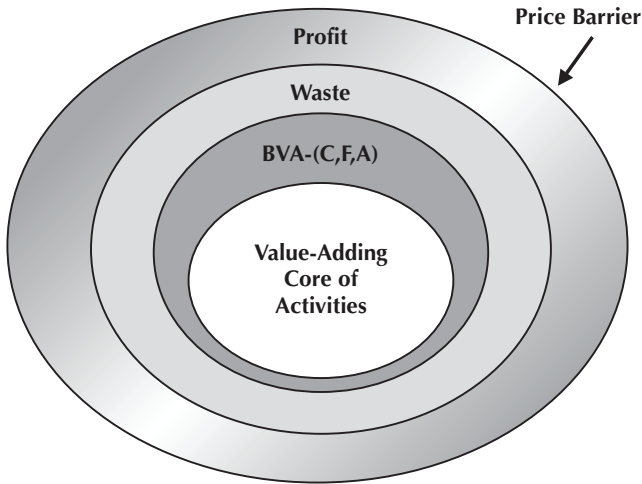 Price Barrier
Profit
Waste
BVA-(C,F,A)
Value-Adding
Core of
Activities